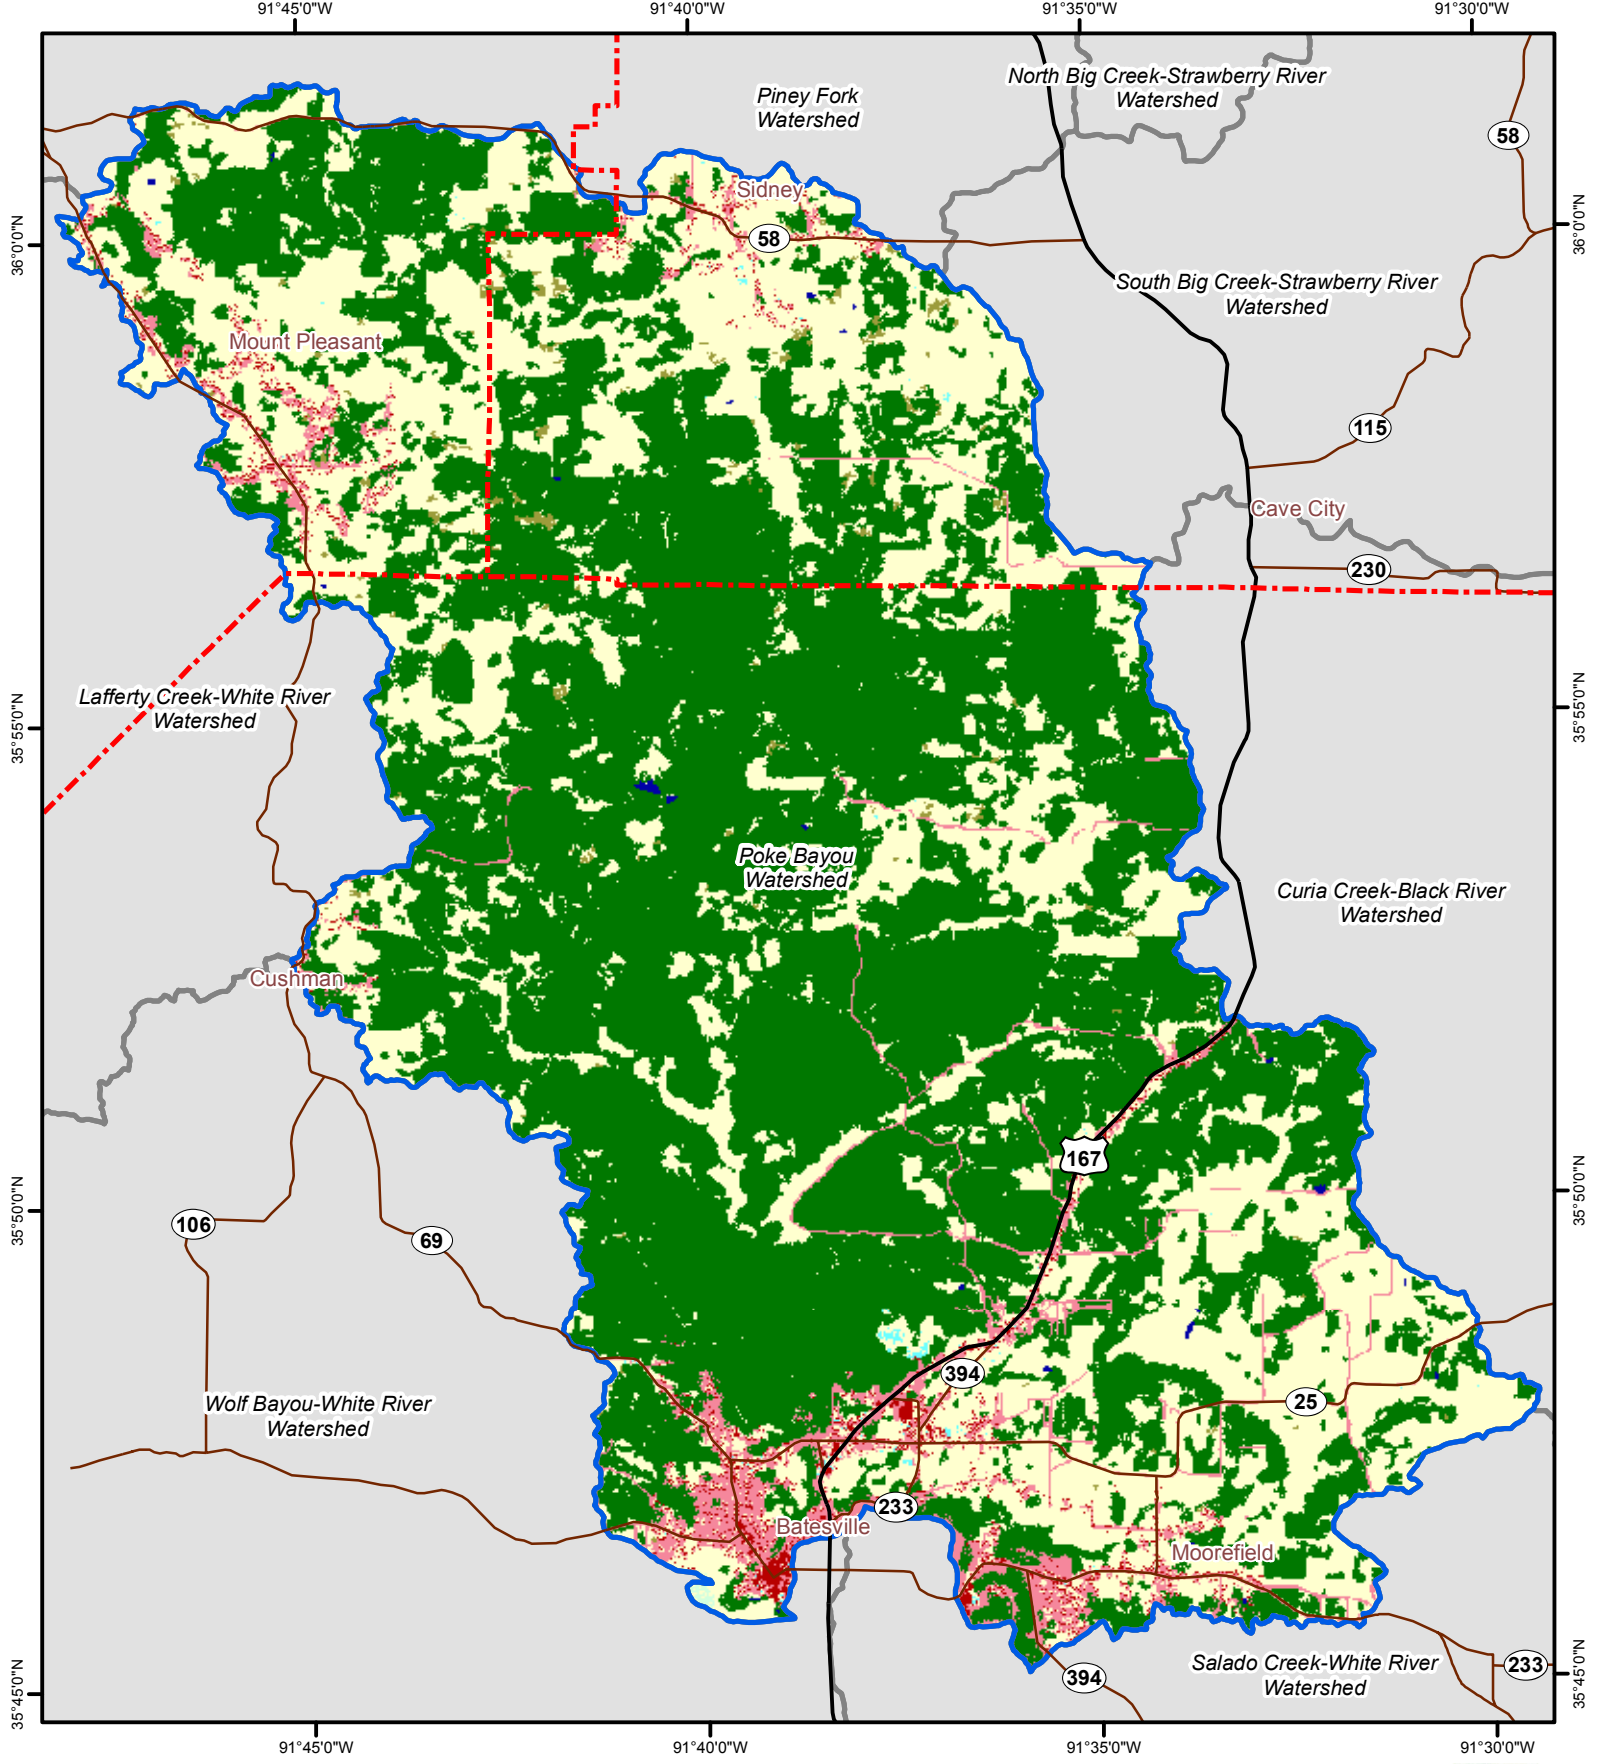 91°45'0"W
91°40'0"W
91°35'0"W
91°30'0"W
North Big Creek-Strawberry River
Watershed
Piney Fork
Watershed
58
Sidney
58
36°0'0"N
36°0'0"N
South Big Creek-Strawberry River
Watershed
Mount Pleasant
115
Cave City
230
Lafferty Creek-White River
Watershed
35°55'0"N
35°55'0"N
Poke Bayou
Watershed
Curia Creek-Black River
Watershed
Cushman
167
35°50'0"N
35°50'0"N
106
69
394
25
Wolf Bayou-White River
Watershed
233
Batesville
Moorefield
Salado Creek-White River
Watershed
233
394
35°45'0"N
35°45'0"N
91°45'0"W
91°40'0"W
91°35'0"W
91°30'0"W